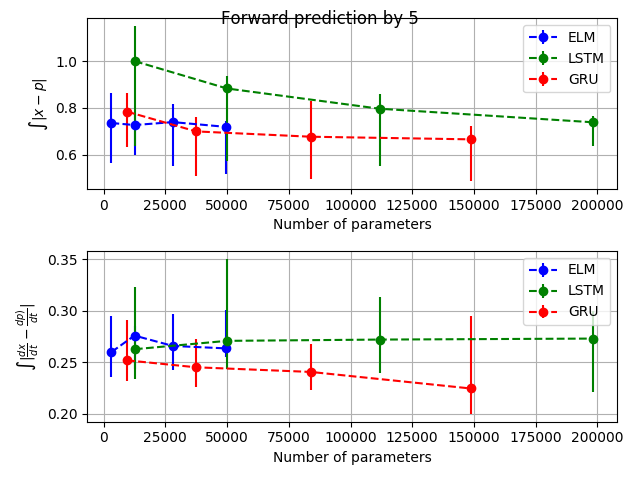 Forward prediction by 5
∫|x − p|
1.0
0.8
0.6
ELM
LSTM
GRU
0 25000 50000 75000 100000 125000 150000 175000 200000
Number of parameters
∫|dx/dt − dp)/dt|
0.35
0.30
0.25
0.20
ELM
LSTM
GRU
0 25000 50000 75000 100000 125000 150000 175000 200000
Number of parameters